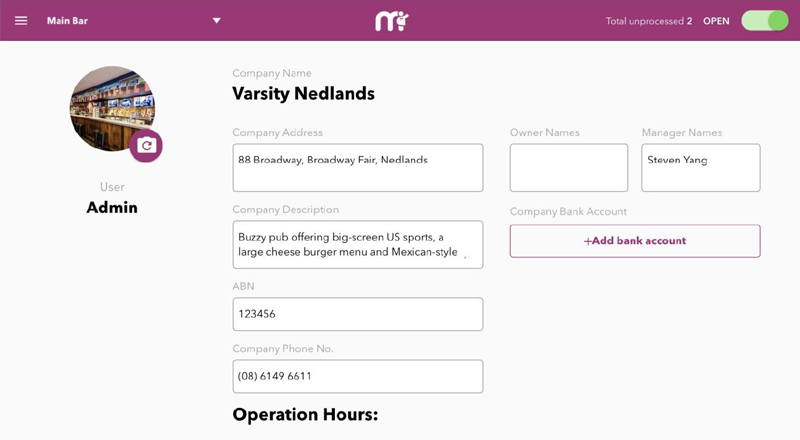 Main Bar
Total unprocessed 2 OPEN
Company Name
Varsity Nedlands
Company Address
88 Broadway, Broadway Fair, Nedlands
Owner Names
Manager Names
Steven Yang
User
Admin
Company Description
Buzzy pub offering big-screen US sports, a
large cheese burger menu and Mexican-style
Company Bank Account
+Add bank account
ABN
123456
Company Phone No.
(08) 6149 6611
Operation Hours: